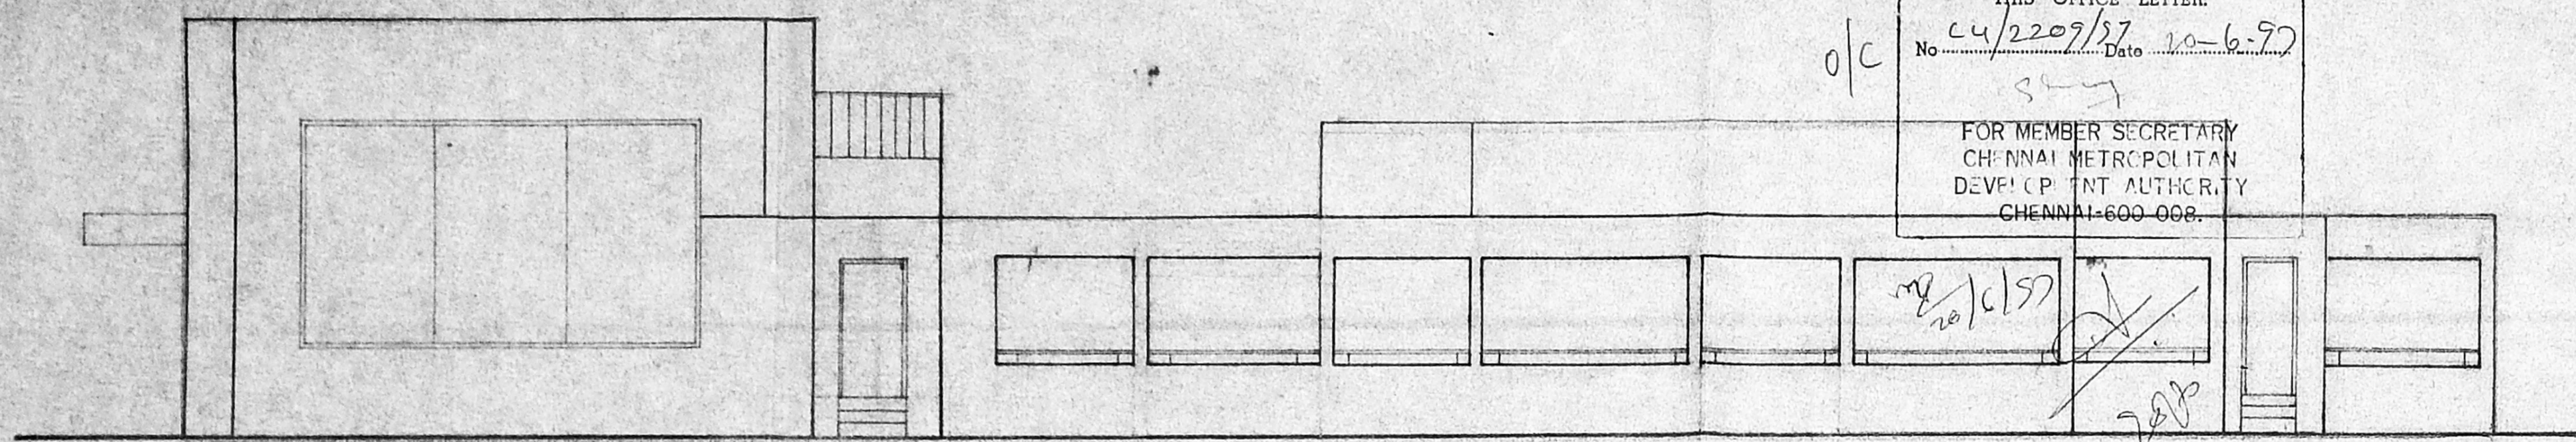 THIS OFFICE LETTER.
O/C
No C4/2209/97 Date 20-6-97
FOR MEMBER SECRETARY
CHENNAI METROPOLITAN
DEVELOPMENT AUTHORITY
CHENNAI-600 008.
20/6/97